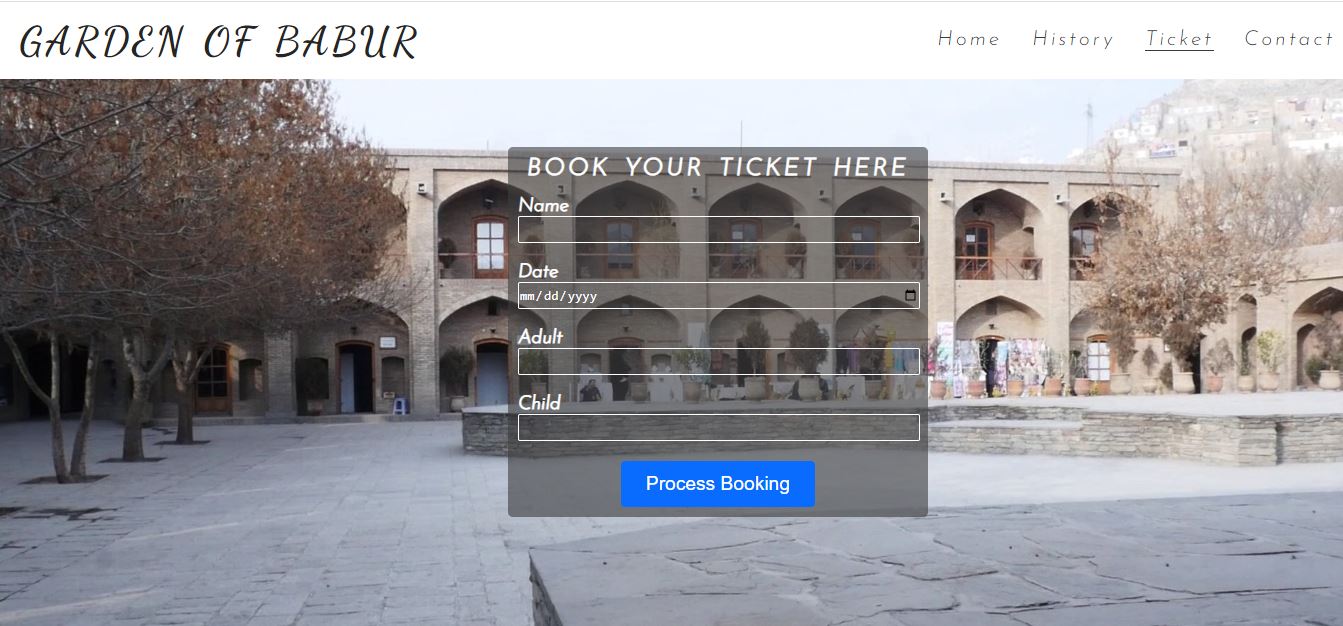 GARDEN OF BABUR
Home History Ticket Contact
BOOK YOUR TICKET HERE
Name
Date
mm/dd/yyyy
Adult
Child
Process Booking